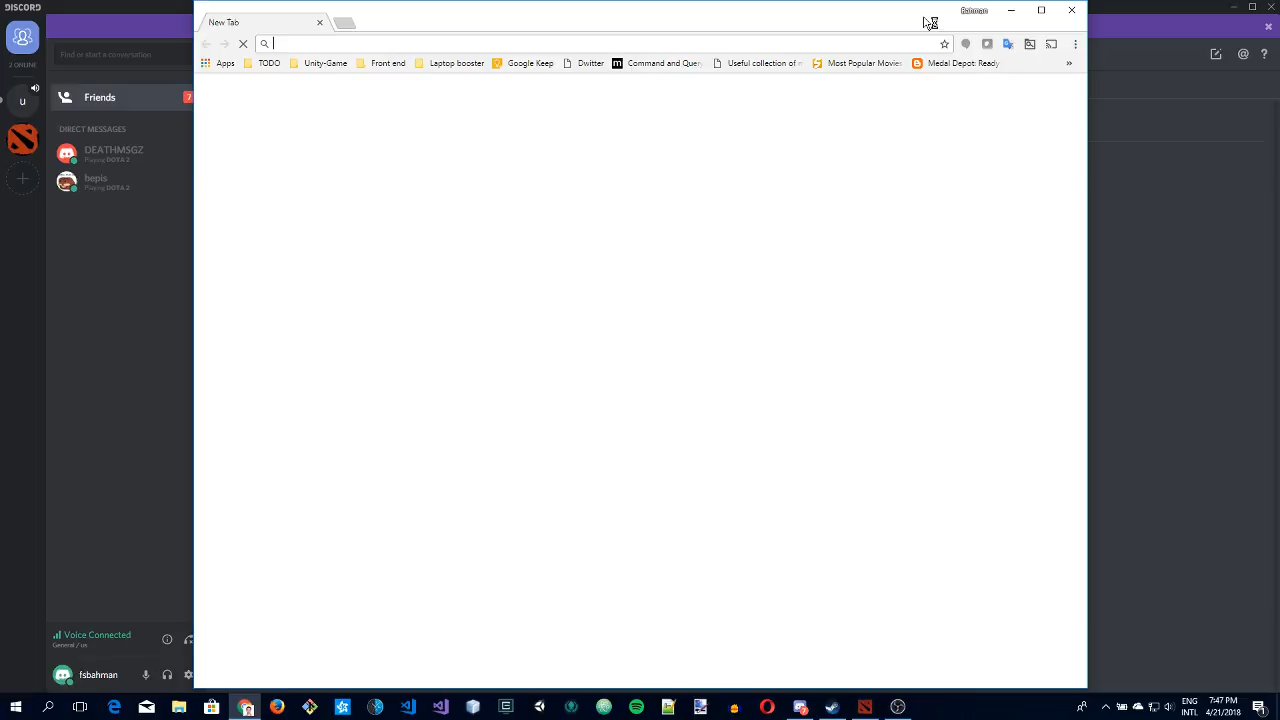 DISCORD
2 ONLINE
u
Find or start a conversation
Friends
7
DIRECT MESSAGES
DEATHMSGZ
Playing DOTA 2
bepis
Playing DOTA 2
Voice Connected
General / us
fsbahman
New Tab
Bahman
Apps
TODO
Unity-Game
Front end
Laptop booster
Google Keep
Dwitter
m
Command and Query
Useful collection of
Most Popular Movies
Medal Depot: Ready
»
@
?
ENG
INTL
7:47 PM
4/21/2018